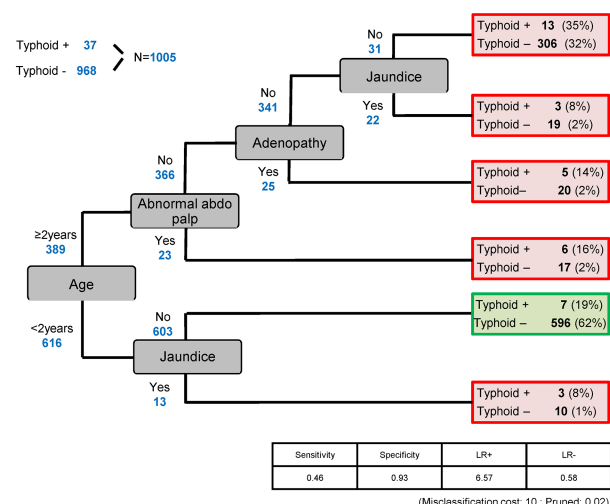 Typhoid + 37
Typhoid - 968
N=1005
No
31
Typhoid + 13 (35%)
Typhoid – 306 (32%)
Jaundice
No
341
Yes
22
Typhoid + 3 (8%)
Typhoid – 19 (2%)
Adenopathy
No
366
Yes
25
Typhoid + 5 (14%)
Typhoid– 20 (2%)
Abnormal abdo
palp
≥2years
389
Yes
23
Typhoid + 6 (16%)
Typhoid – 17 (2%)
Age
<2years
616
No
603
Typhoid + 7 (19%)
Typhoid – 596 (62%)
Jaundice
Yes
13
Typhoid + 3 (8%)
Typhoid – 10 (1%)
Sensitivity Specificity LR+ LR-
0.46 0.93 6.57 0.58
(Misclassification cost: 10 ; Pruned: 0.02)